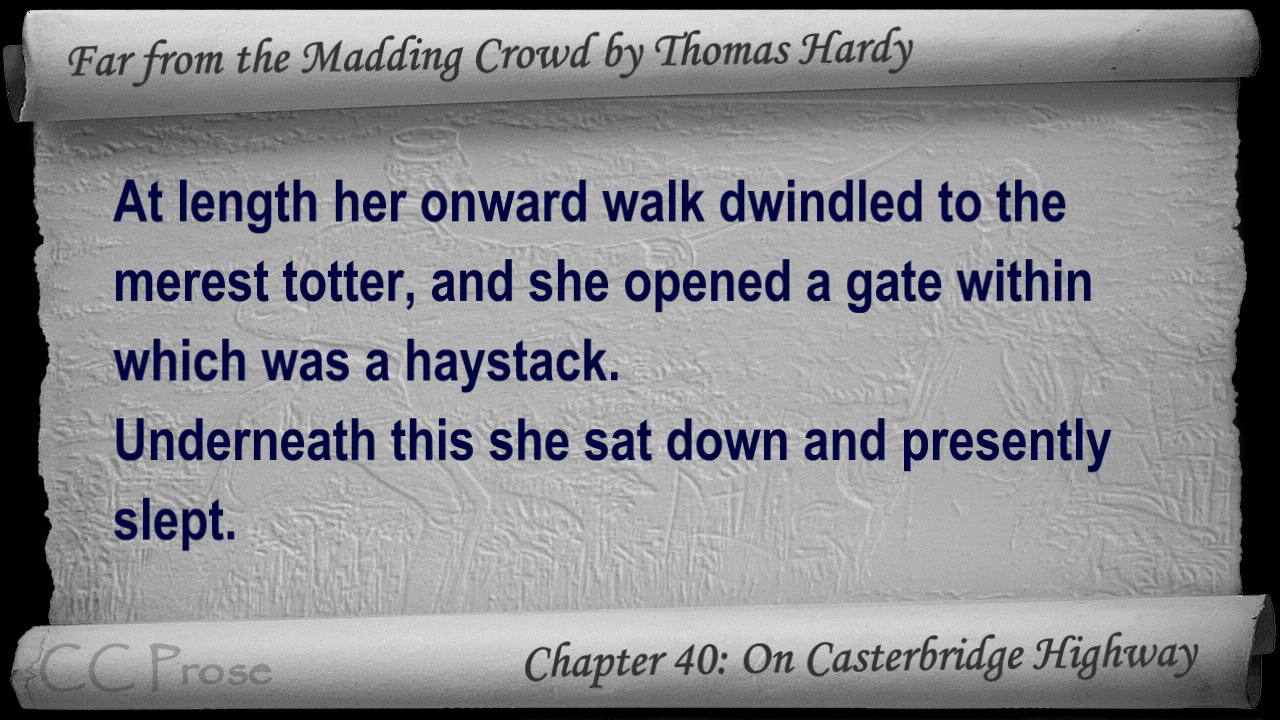 Far from the Madding Crowd by Thomas Hardy
At length her onward walk dwindled to the
merest totter, and she opened a gate within
which was a haystack.
Underneath this she sat down and presently
slept.
CC Prose
Chapter 40: On Casterbridge Highway